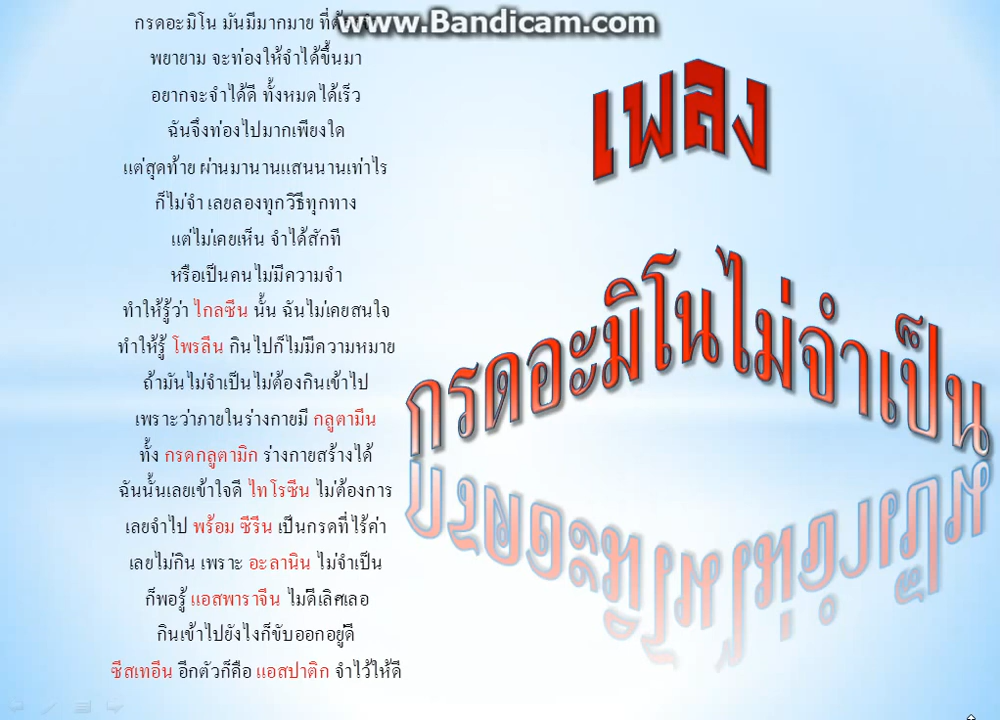 www.Bandicam.com
กรดอะมิโน มันมีมากมาย ที่
พยายาม จะท่องให้จำได้ขึ้นมา
อยากจะจำได้ดี ทั้งหมดได้เร็ว
ฉันจึงท่องไปมากเพียงใด
แต่สุดท้าย ผ่านมานานแสนนานเท่าไร
ก็ไม่จำ เลยลองทุกวิธีทุกทาง
แต่ไม่เคยเห็น จำได้สักที
หรือเป็นคนไม่มีความจำ
ทำให้รู้ว่า ไกลซีน นั้น ฉันไม่เคยสนใจ
ทำให้รู้ โพรลีน กินไปก็ไม่มีความหมาย
ถ้ามันไม่จำเป็นไม่ต้องกินเข้าไป
เพราะว่าภายในร่างกายมี กลูตามีน
ทั้ง กรดกลูตามิก ร่างกายสร้างได้
ฉันนั้นเลยเข้าใจดี ไทโรซีน ไม่ต้องการ
เลยจำไป พร้อม ซีรีน เป็นกรดที่ไร้ค่า
เลยไม่กิน เพราะ อะลานิน ไม่จำเป็น
ก็พอรู้ แอสพาราจีน ไม่ดีเลิศเลอ
กินเข้าไปยังไงก็ขับออกอยู่ดี
ซีสเทอีน อีกตัวก็คือ แอสปาติก จำไว้ให้ดี
เพลง
กรดอะมิโนไม่จำเป็น